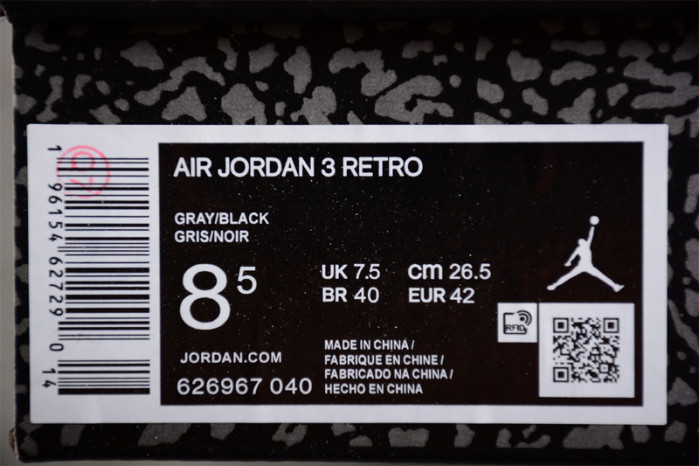 AIR JORDAN 3 RETRO
GRAY/BLACK
GRIS/NOIR
8 5
UK 7.5 cm 26.5
BR 40 EUR 42
JORDAN.COM
626967 040
MADE IN CHINA /
FABRIQUE EN CHINE /
FABRICADO NA CHINA /
HECHO EN CHINA
RFID
1 96154 62729 0 14